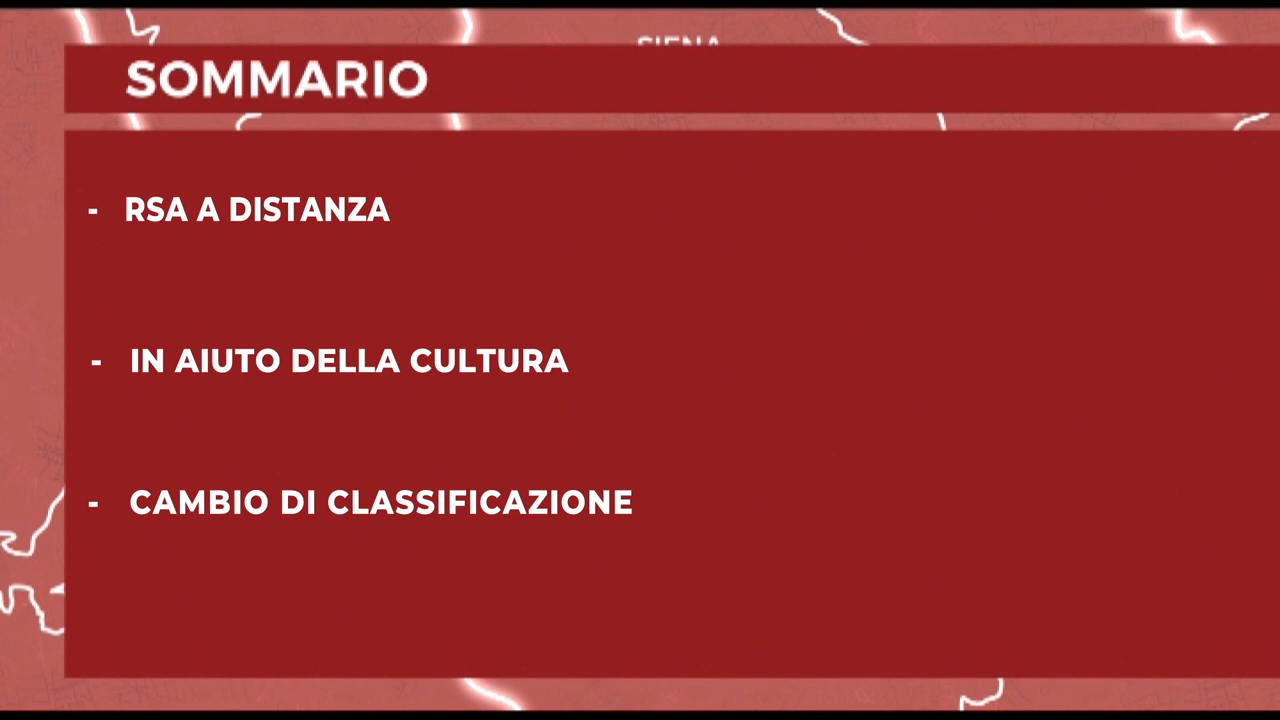 SIENA
SOMMARIO
- RSA A DISTANZA
- IN AIUTO DELLA CULTURA
- CAMBIO DI CLASSIFICAZIONE